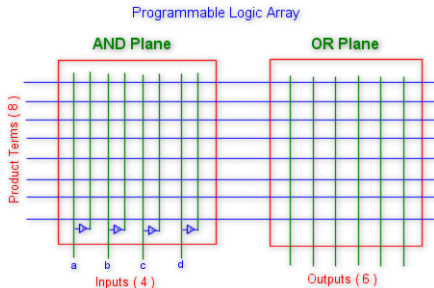 Programmable Logic Array
AND Plane
OR Plane
Product Terms ( 8 )
a b c d
Inputs ( 4 )
Outputs ( 6 )